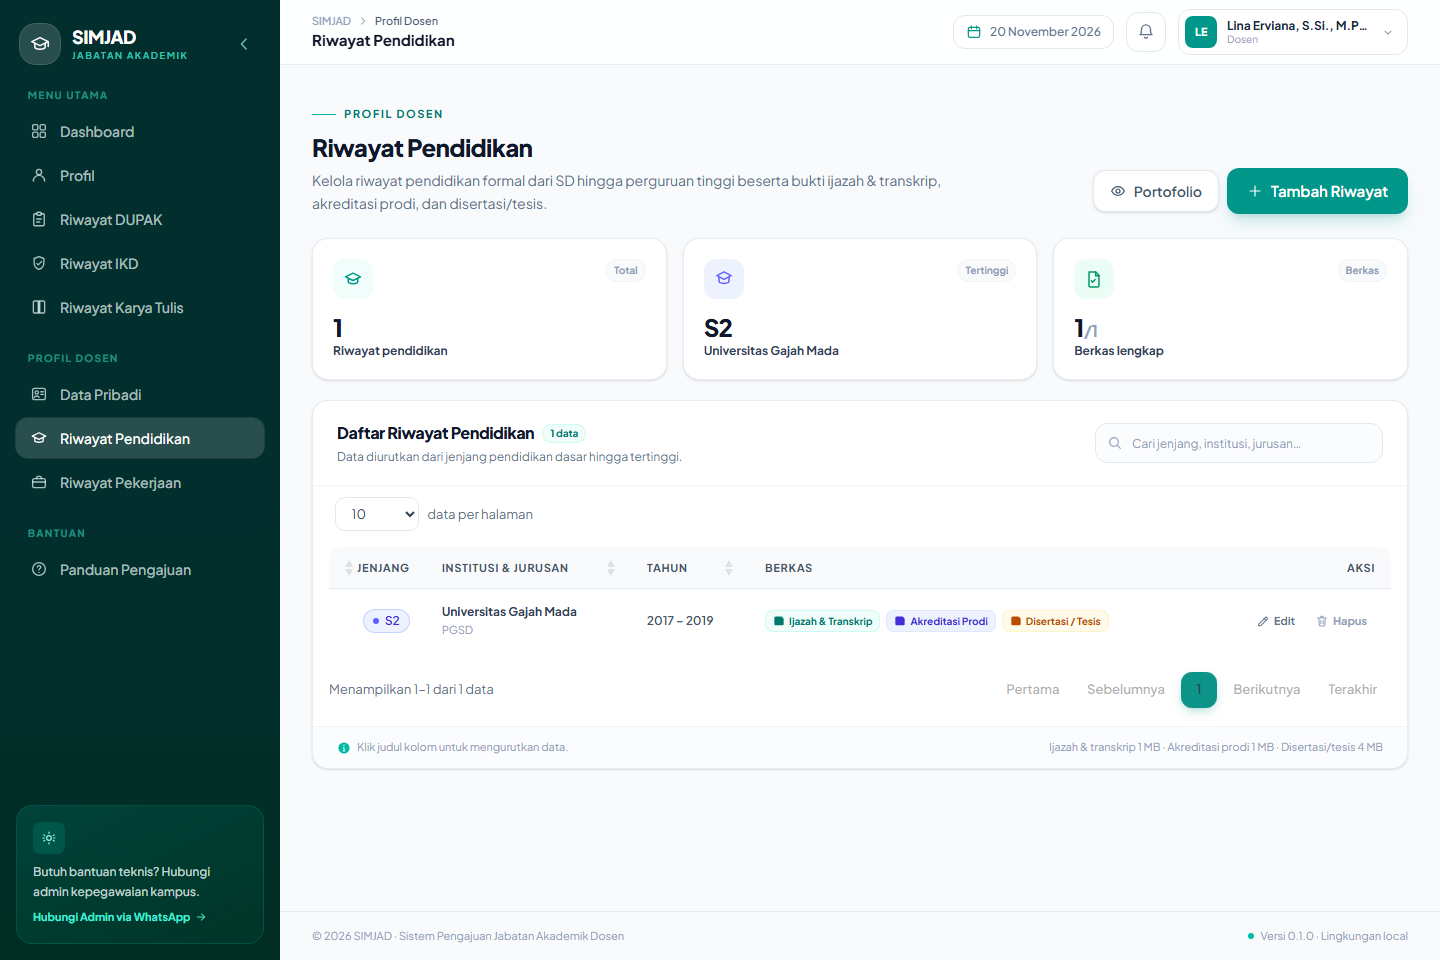 SIMJAD
JABATAN AKADEMIK
MENU UTAMA
Dashboard
Profil
Riwayat DUPAK
Riwayat IKD
Riwayat Karya Tulis
PROFIL DOSEN
Data Pribadi
Riwayat Pendidikan
Riwayat Pekerjaan
BANTUAN
Panduan Pengajuan
Butuh bantuan teknis? Hubungi
admin kepegawaian kampus.
Hubungi Admin via WhatsApp →
SIMJAD > Profil Dosen
Riwayat Pendidikan
20 November 2026
LE
Lina Erviana, S.Si., M.P...
Dosen
PROFIL DOSEN
Riwayat Pendidikan
Kelola riwayat pendidikan formal dari SD hingga perguruan tinggi beserta bukti ijazah & transkrip,
akreditasi prodi, dan disertasi/tesis.
Portofolio
+ Tambah Riwayat
Total
1
Riwayat pendidikan
Tertinggi
S2
Universitas Gajah Mada
Berkas
1/1
Berkas lengkap
Daftar Riwayat Pendidikan 1 data
Data diurutkan dari jenjang pendidikan dasar hingga tertinggi.
Cari jenjang, institusi, jurusan...
10 data per halaman
JENJANG INSTITUSI & JURUSAN TAHUN BERKAS AKSI
S2 Universitas Gajah Mada 2017 – 2019 Ijazah & Transkrip Akreditasi Prodi Disertasi / Tesis Edit Hapus
PGSD
Menampilkan 1–1 dari 1 data
Pertama Sebelumnya 1 Berikutnya Terakhir
Klik judul kolom untuk mengurutkan data.
Ijazah & transkrip 1 MB · Akreditasi prodi 1 MB · Disertasi/tesis 4 MB
© 2026 SIMJAD · Sistem Pengajuan Jabatan Akademik Dosen
Versi 0.1.0 · Lingkungan local